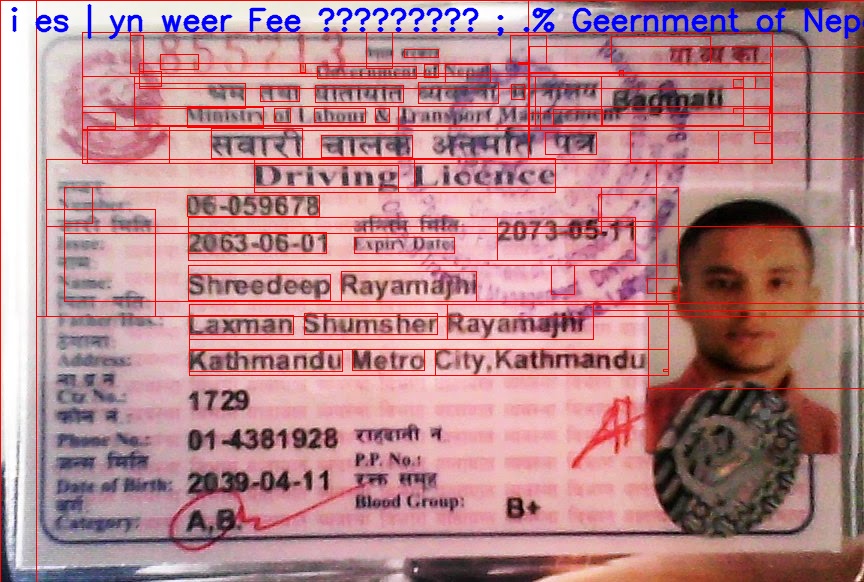 i es | yn weer Fee ????????? ; .% Geernment of Nep
855713
नेपाल सरकार
या व्य का
Government of Nepal
श्रम तथा यातायात व्यवस्था मन्त्रालय
Bagmati
Ministry of Labour & Transport Management
सवारी चालक अनुमति पत्र
Driving Licence
Number: 06-059678
जारी मिति अन्तिम मिति:
Issue: 2063-06-01 Expiry Date: 2073-05-11
नाम
Name: Shreedeep Rayamajhi
Father/Hus.: Laxman Shumsher Rayamajhi
ठेगाना
Address: Kathmandu Metro City,Kathmandu
ना प्र नं
Ctz No.: 1729
फोन नं
Phone No.: 01-4381928 राहदानी नं.
जन्म मिति P.P. No.:
Date of Birth: 2039-04-11 रक्त समुह
वर्ग Blood Group: B+
Category: A,B.